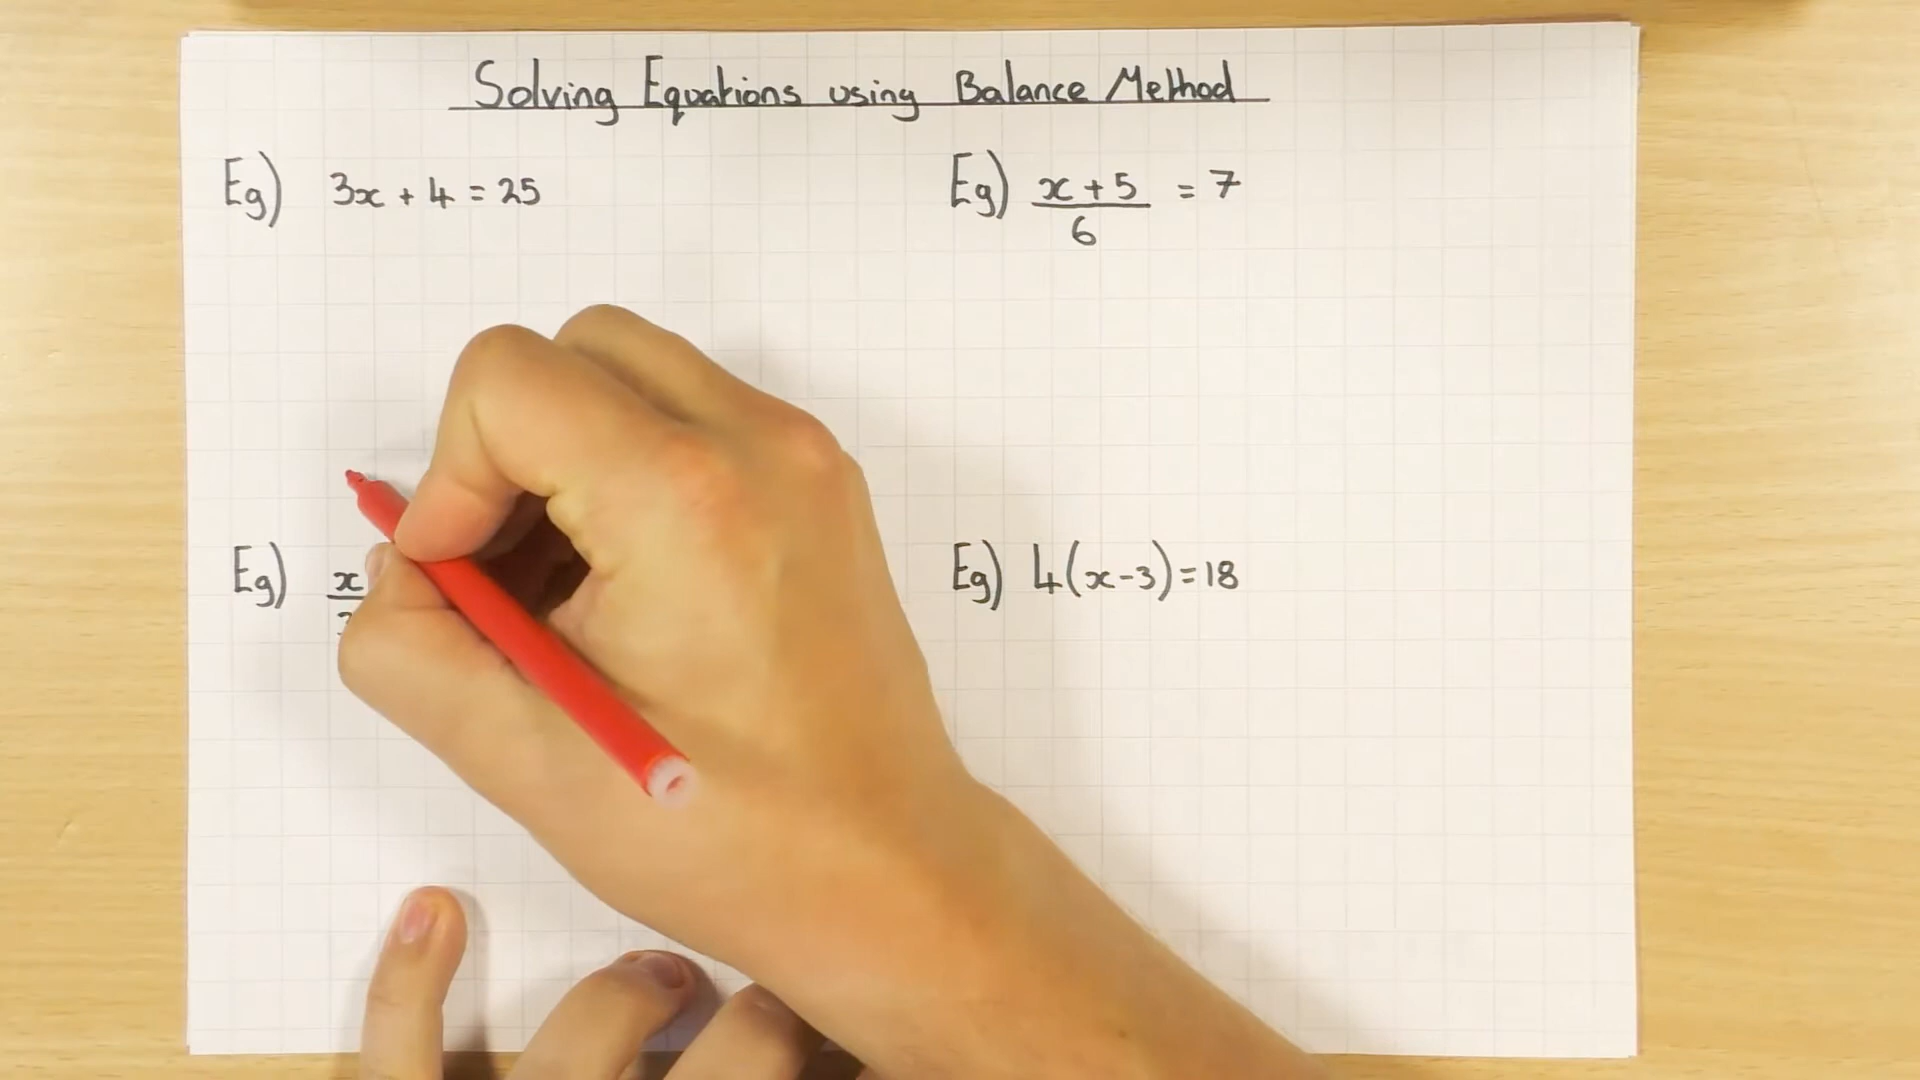 Solving Equations using Balance Method
Eg) 3x + 4 = 25
Eg) x + 5 / 6 = 7
Eg) x
Eg) 4(x-3)=18